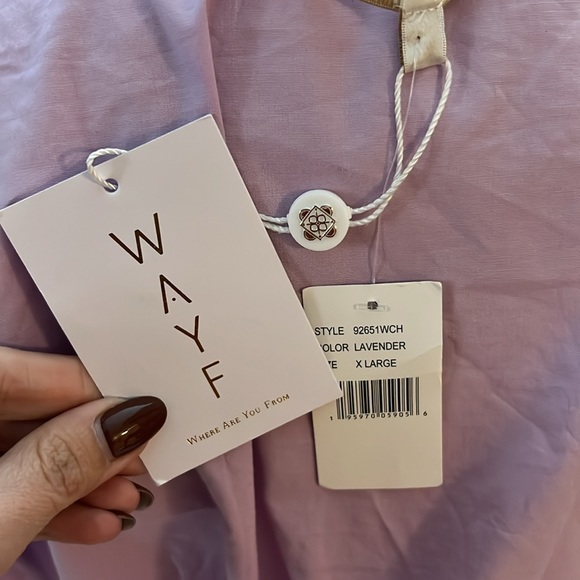 W
A
Y
F
WHERE ARE YOU FROM
STYLE 92651WCH
OLOR LAVENDER
E X LARGE
1 95970 05905 6